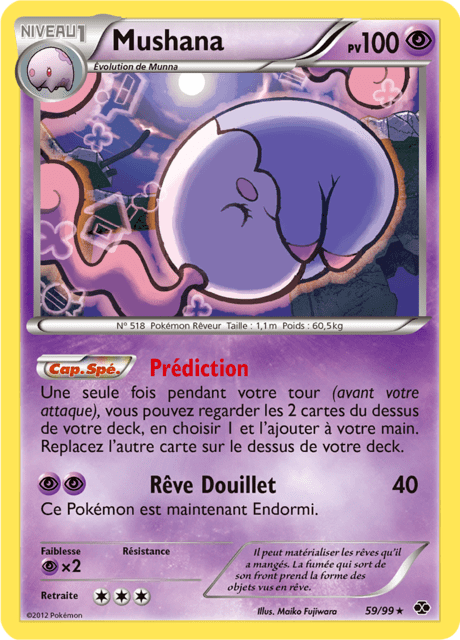 NIVEAU 1
Mushana
PV 100
Évolution de Munna
N° 518 Pokémon Rêveur Taille : 1,1m Poids : 60,5kg
Cap. Spé. Prédiction
Une seule fois pendant votre tour (avant votre
attaque), vous pouvez regarder les 2 cartes du dessus
de votre deck, en choisir 1 et l'ajouter à votre main.
Replacez l'autre carte sur le dessus de votre deck.
Rêve Douillet 40
Ce Pokémon est maintenant Endormi.
Faiblesse Résistance
×2
Retraite
Il peut matérialiser les rêves qu'il
a mangés. La fumée qui sort de
son front prend la forme des
objets vus en rêve.
©2012 Pokémon
Illus. Maiko Fujiwara
59/99 ★